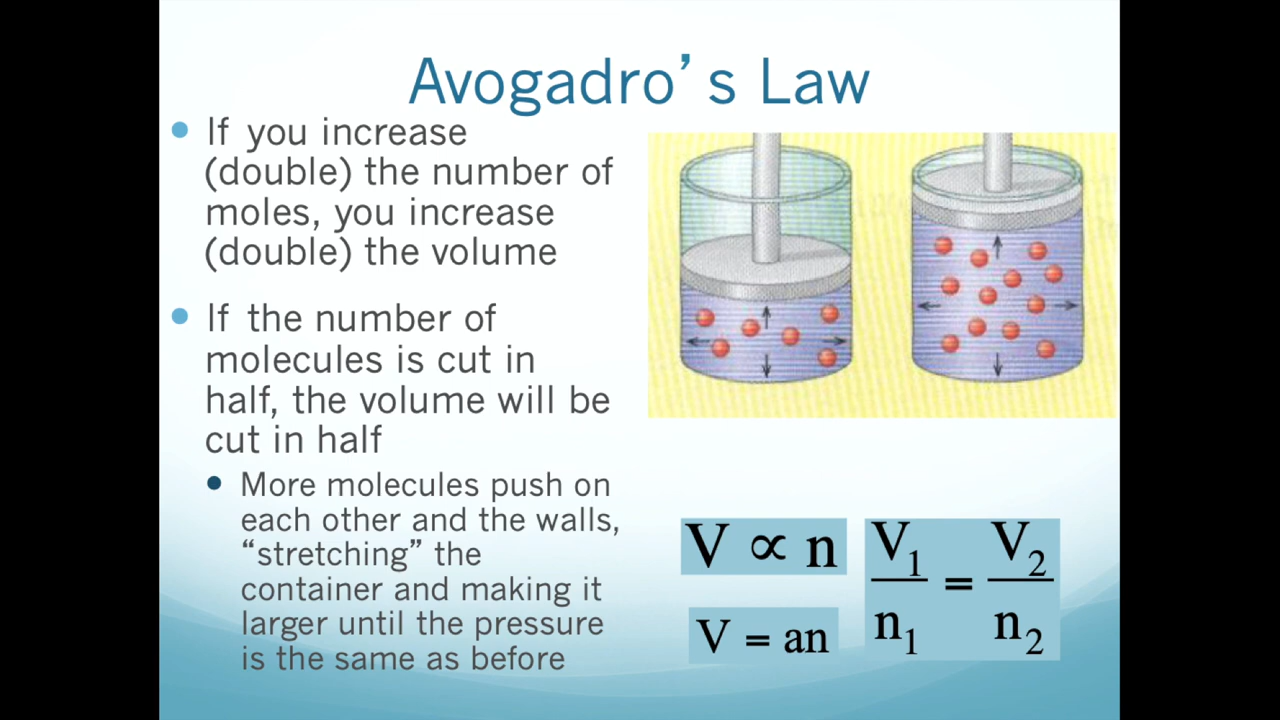 Avogadro’s Law
If you increase
(double) the number of
moles, you increase
(double) the volume
If the number of
molecules is cut in
half, the volume will be
cut in half
More molecules push on
each other and the walls,
“stretching” the
container and making it
larger until the pressure
is the same as before
V ∝ n
V = an
V₁/n₁ = V₂/n₂